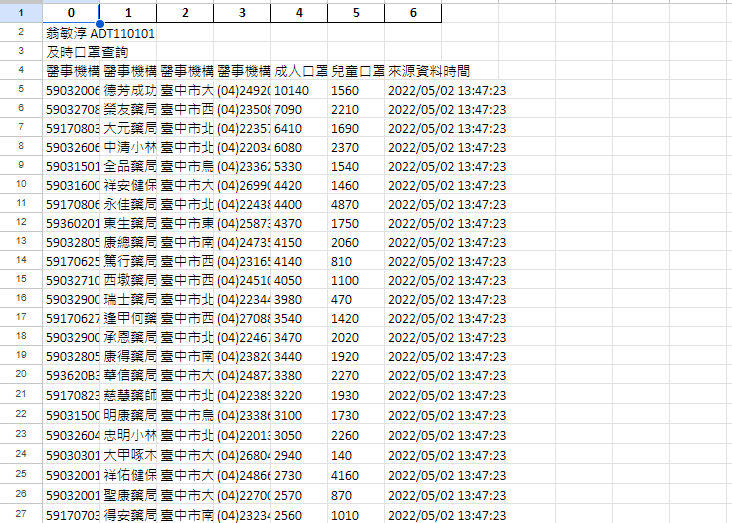 1 0 1 2 3 4 5 6
2 翁敏淳 ADT110101
3 及時口罩查詢
4 醫事機構 醫事機構 醫事機構 醫事機構 成人口罩 兒童口罩 來源資料時間
5 59032006 德芳成功 臺中市大 (04)24920 10140 1560 2022/05/02 13:47:23
6 59032708 榮友藥局 臺中市西 (04)23508 7090 2210 2022/05/02 13:47:23
7 59170803 大元藥局 臺中市北 (04)22357 6410 1690 2022/05/02 13:47:23
8 59032606 中清小林 臺中市北 (04)22034 6080 2370 2022/05/02 13:47:23
9 59031501 全品藥局 臺中市烏 (04)23362 5330 1540 2022/05/02 13:47:23
10 59031600 祥安健保 臺中市大 (04)26990 4420 1460 2022/05/02 13:47:23
11 59170806 永佳藥局 臺中市北 (04)22438 4400 4870 2022/05/02 13:47:23
12 59360201 東生藥局 臺中市東 (04)25873 4370 1750 2022/05/02 13:47:23
13 59032805 康總藥局 臺中市南 (04)24735 4150 2060 2022/05/02 13:47:23
14 59170625 篤行藥局 臺中市西 (04)23165 4140 810 2022/05/02 13:47:23
15 59032710 西墩藥局 臺中市西 (04)24510 4050 1100 2022/05/02 13:47:23
16 59032900 瑞士藥局 臺中市北 (04)22344 3980 470 2022/05/02 13:47:23
17 59170627 逢甲何藥 臺中市西 (04)27088 3540 1420 2022/05/02 13:47:23
18 59032900 承恩藥局 臺中市北 (04)22467 3470 2020 2022/05/02 13:47:23
19 59032805 康得藥局 臺中市南 (04)23820 3440 1920 2022/05/02 13:47:23
20 593620B3 華信藥局 臺中市大 (04)24872 3380 2270 2022/05/02 13:47:23
21 59170823 慈慧藥師 臺中市北 (04)22389 3220 1930 2022/05/02 13:47:23
22 59031500 明康藥局 臺中市烏 (04)23386 3100 1730 2022/05/02 13:47:23
23 59032604 忠明小林 臺中市北 (04)22013 3050 2260 2022/05/02 13:47:23
24 59030301 大甲啄木 臺中市大 (04)26804 2940 140 2022/05/02 13:47:23
25 59032001 祥佑健保 臺中市大 (04)24866 2730 4160 2022/05/02 13:47:23
26 59032001 聖康藥局 臺中市大 (04)22700 2570 870 2022/05/02 13:47:23
27 59170703 得安藥局 臺中市南 (04)23234 2560 1010 2022/05/02 13:47:23